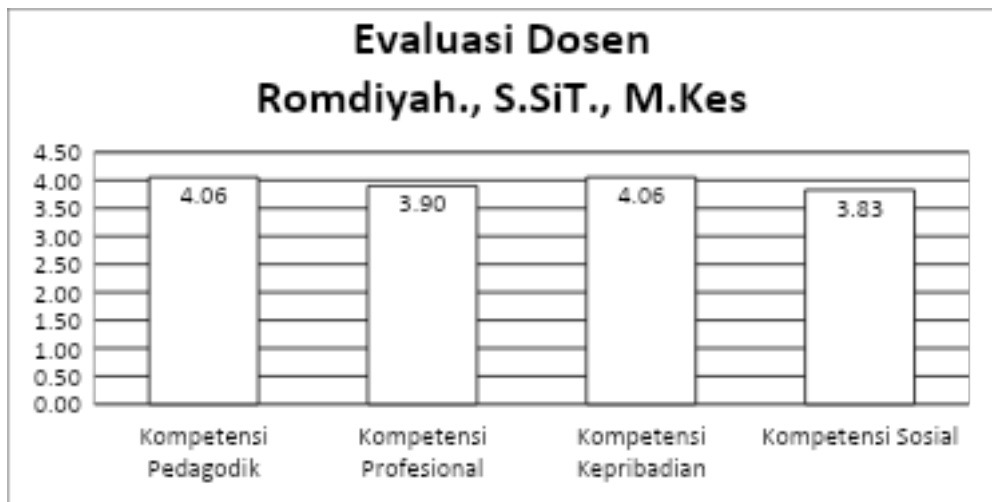 Evaluasi Dosen
Romdiyah., S.SiT., M.Kes
4.50
4.00
3.50
3.00
2.50
2.00
1.50
1.00
0.50
0.00
4.06
3.90
4.06
3.83
Kompetensi
Pedagodik
Kompetensi
Profesional
Kompetensi
Kepribadian
Kompetensi Sosial